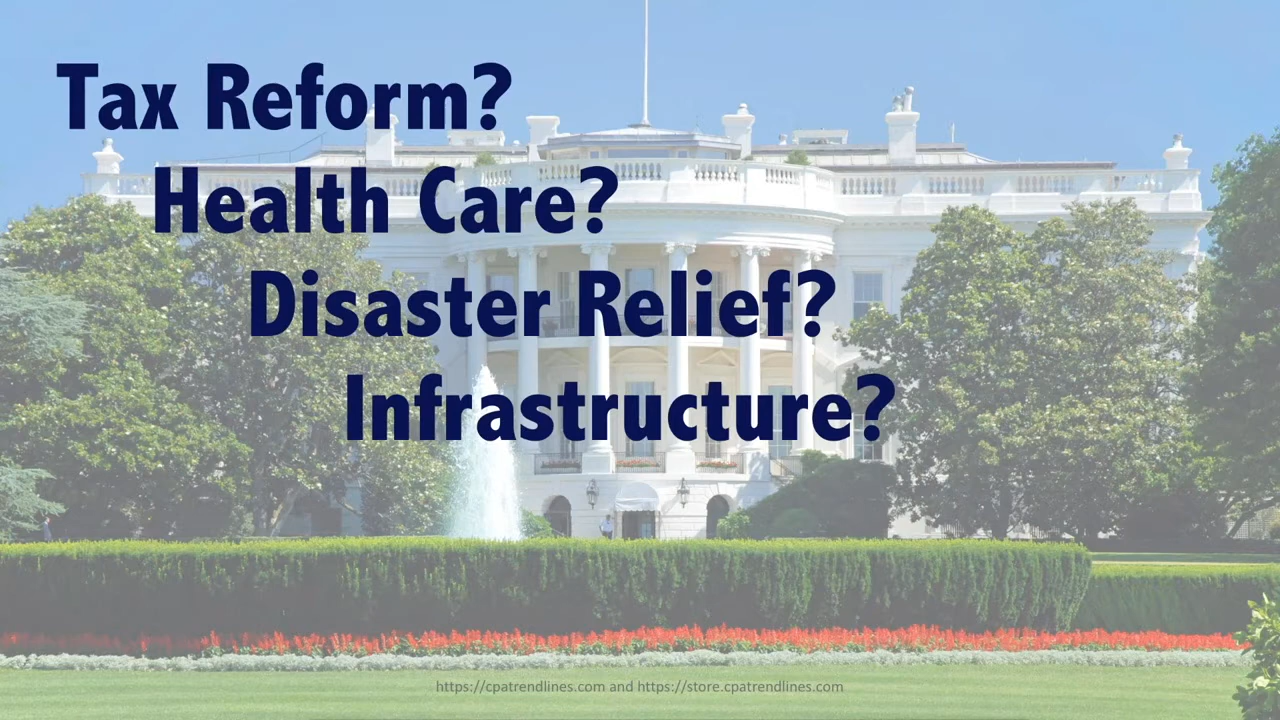 Tax Reform?
Health Care?
Disaster Relief?
Infrastructure?
https://cpatrendlines.com and https://store.cpatrendlines.com